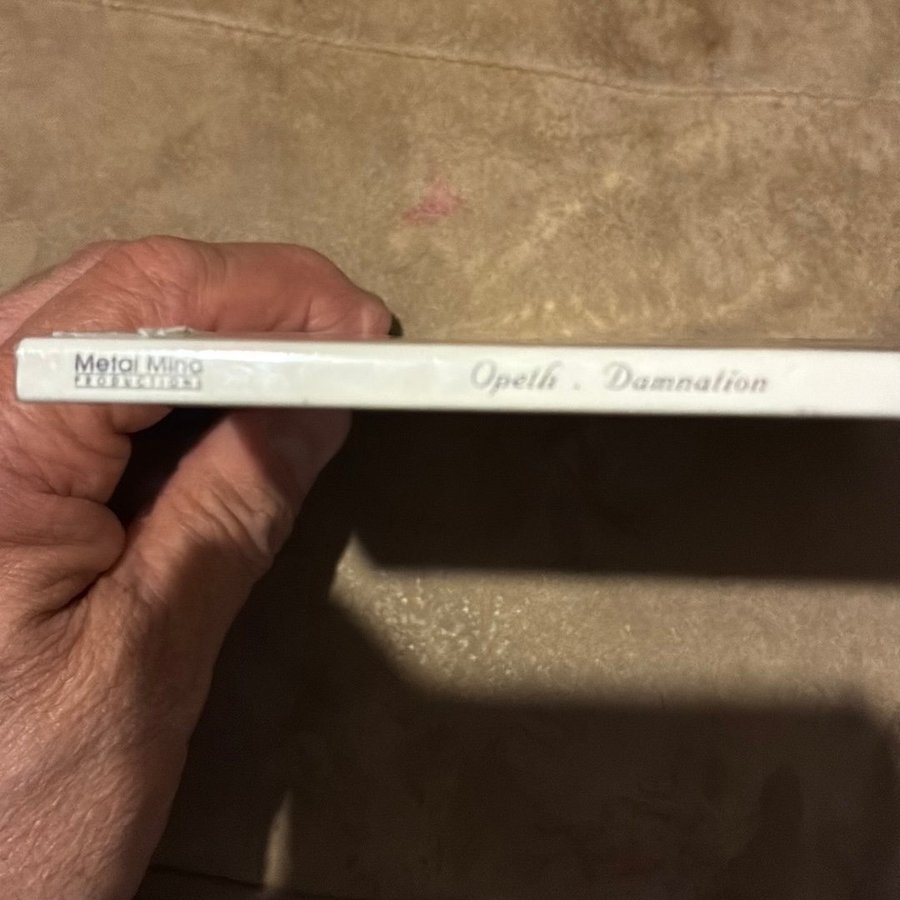 Metal Mind
PRODUCTIONS
Opeth . Damnation